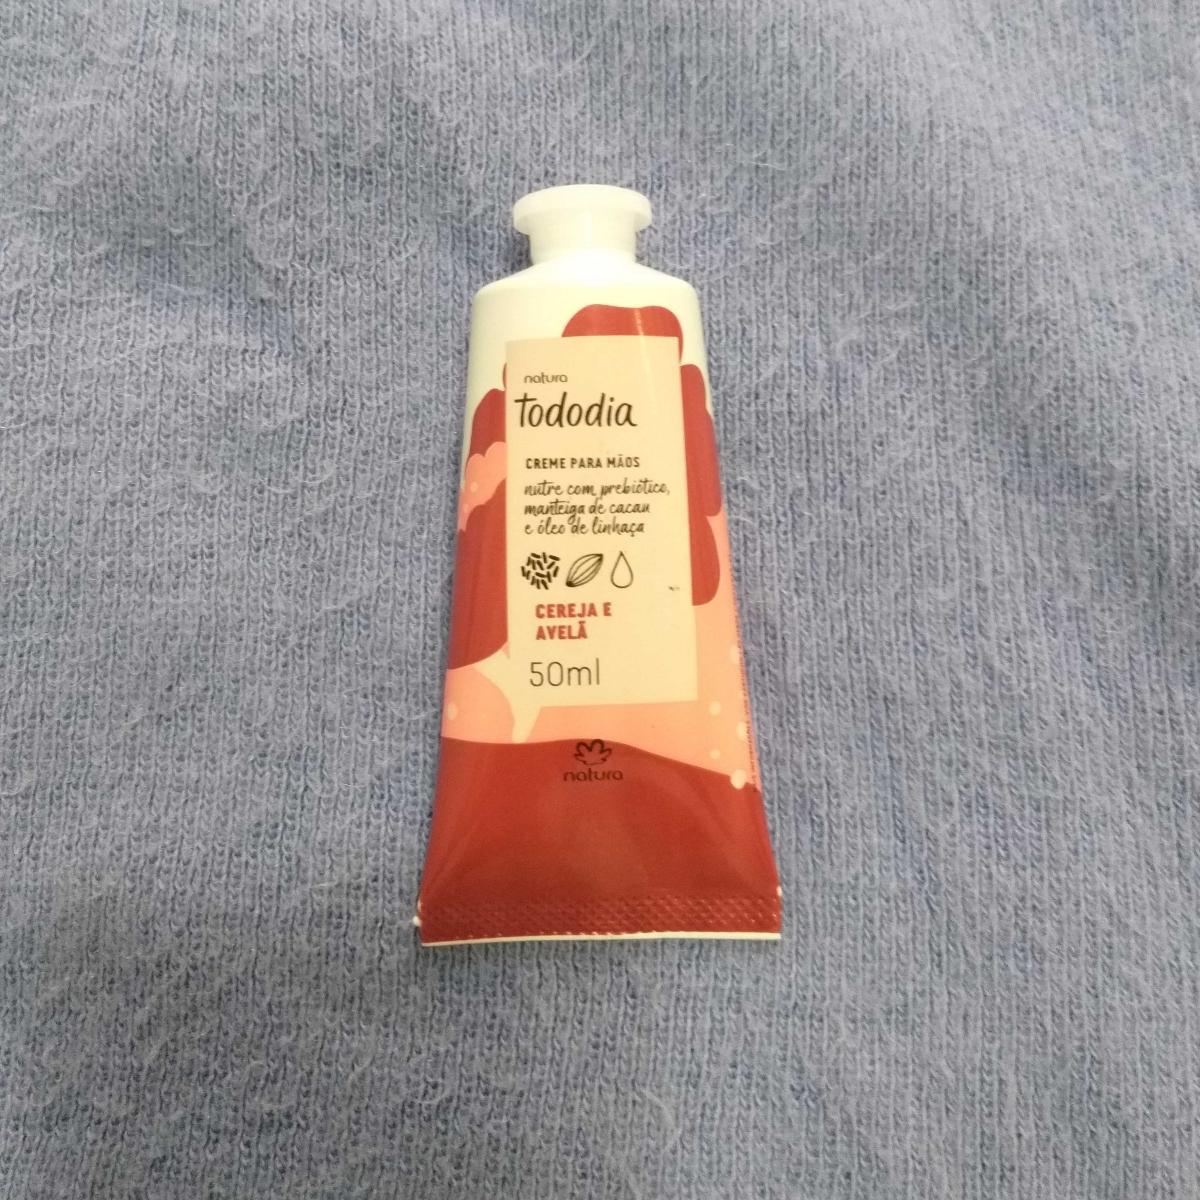 natura
tododia
CREME PARA MÃOS
nutre com prebiótico,
manteiga de cacau
e óleo de linhaça
CEREJA E
AVELÃ
50ml
natura